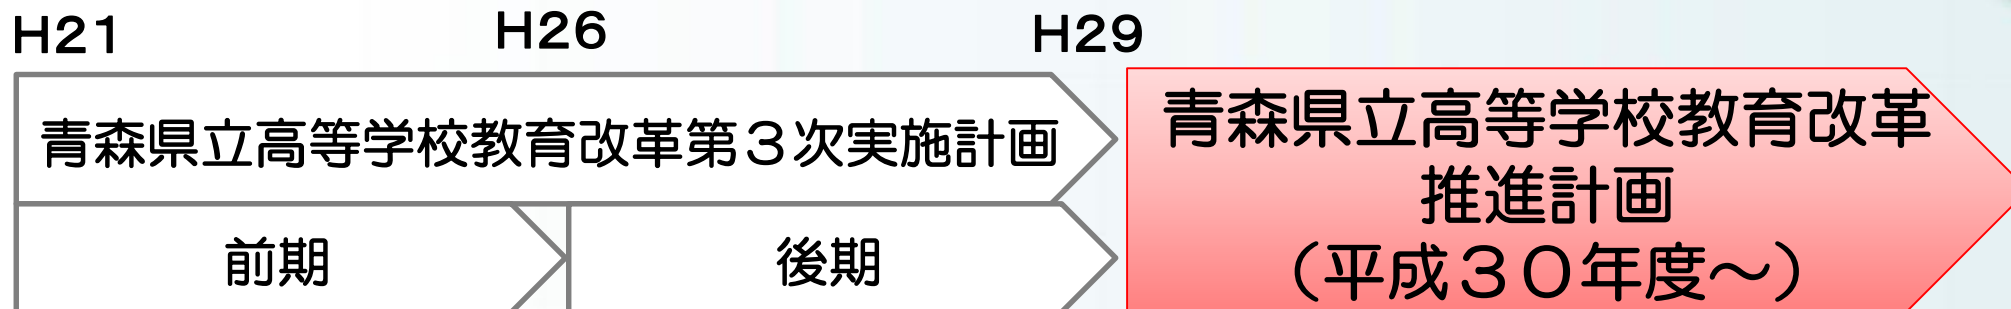 H21
H26
H29
青森県立高等学校教育改革第３次実施計画
前期
後期
青森県立高等学校教育改革
推進計画
（平成３０年度～）